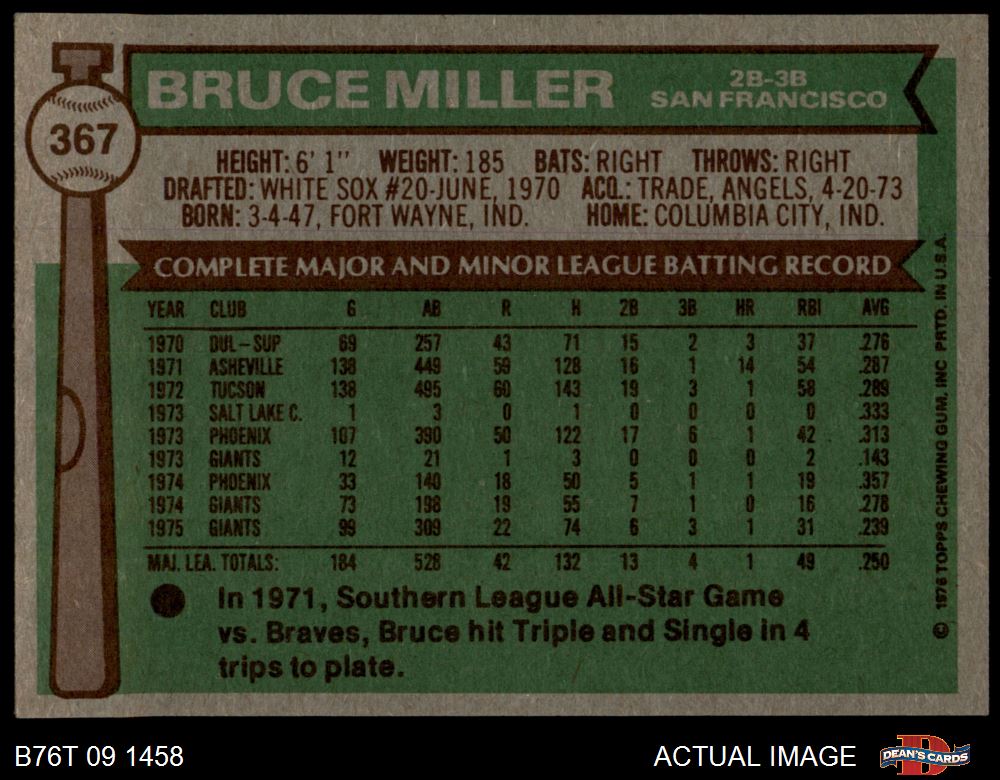 BRUCE MILLER
2B-3B
SAN FRANCISCO
367
HEIGHT: 6' 1" WEIGHT: 185 BATS: RIGHT THROWS: RIGHT
DRAFTED: WHITE SOX #20-JUNE, 1970 ACQ.: TRADE, ANGELS, 4-20-73
BORN: 3-4-47, FORT WAYNE, IND. HOME: COLUMBIA CITY, IND.
COMPLETE MAJOR AND MINOR LEAGUE BATTING RECORD
YEAR CLUB G AB R H 2B 3B HR RBI AVG
1970 DUL-SUP 69 257 43 71 15 2 3 37 .276
1971 ASHEVILLE 138 449 59 128 16 1 14 54 .287
1972 TUCSON 138 495 60 143 19 3 1 58 .289
1973 SALT LAKE C. 1 3 0 1 0 0 0 0 .333
1973 PHOENIX 107 390 50 122 17 6 1 42 .313
1973 GIANTS 12 21 1 3 0 0 0 2 .143
1974 PHOENIX 33 140 18 50 5 1 1 19 .357
1974 GIANTS 73 198 19 55 7 1 0 16 .278
1975 GIANTS 99 309 22 74 6 3 1 31 .239
MAJ. LEA. TOTALS: 184 528 42 132 13 4 1 49 .250
In 1971, Southern League All-Star Game
vs. Braves, Bruce hit Triple and Single in 4
trips to plate.
© 1976 TOPPS CHEWING GUM, INC PRTD. IN U.S.A.
B76T 09 1458
ACTUAL IMAGE
DEAN'S CARDS